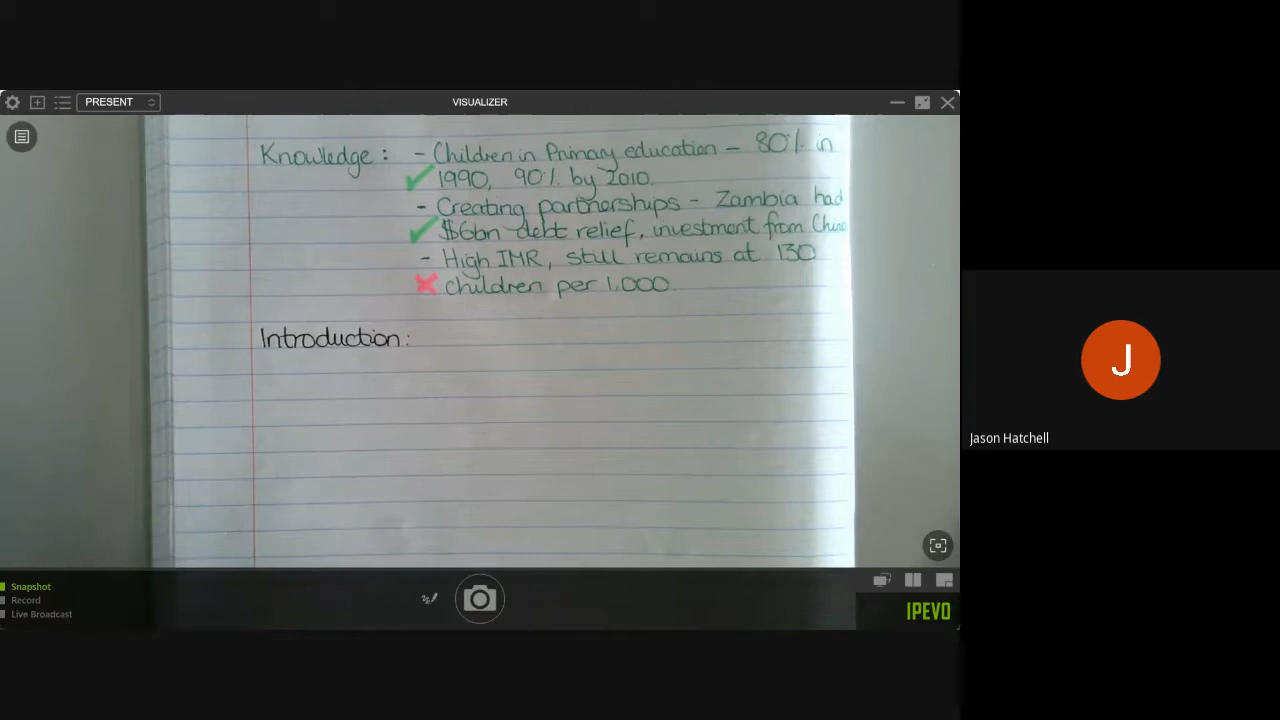 PRESENT
VISUALIZER
Knowledge : - Children in Primary education - 80% in
1990, 90% by 2010.
- Creating partnerships - Zambia had
$6bn debt relief, investment from China
- High IMR, still remains at 130
children per 1,000.
Introduction:
J
Jason Hatchell
Snapshot
Record
Live Broadcast
IPEVO